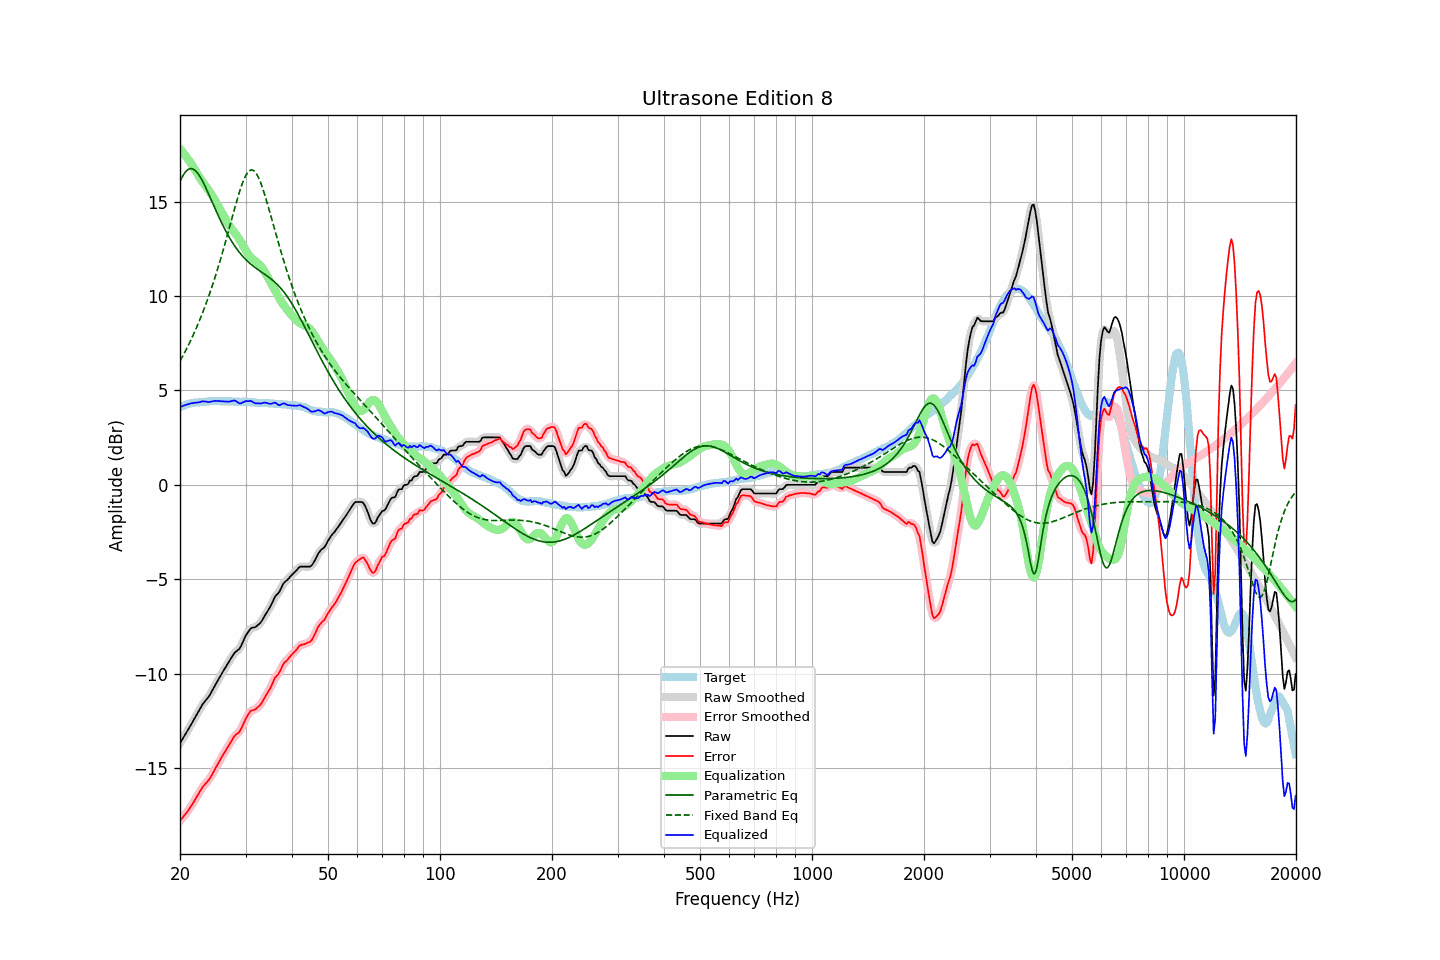 Ultrasone Edition 8
Amplitude (dBr)
15
10
5
0
−5
−10
−15
20
50
100
200
500
1000
2000
5000
10000
20000
Frequency (Hz)
Target
Raw Smoothed
Error Smoothed
Raw
Error
Equalization
Parametric Eq
Fixed Band Eq
Equalized